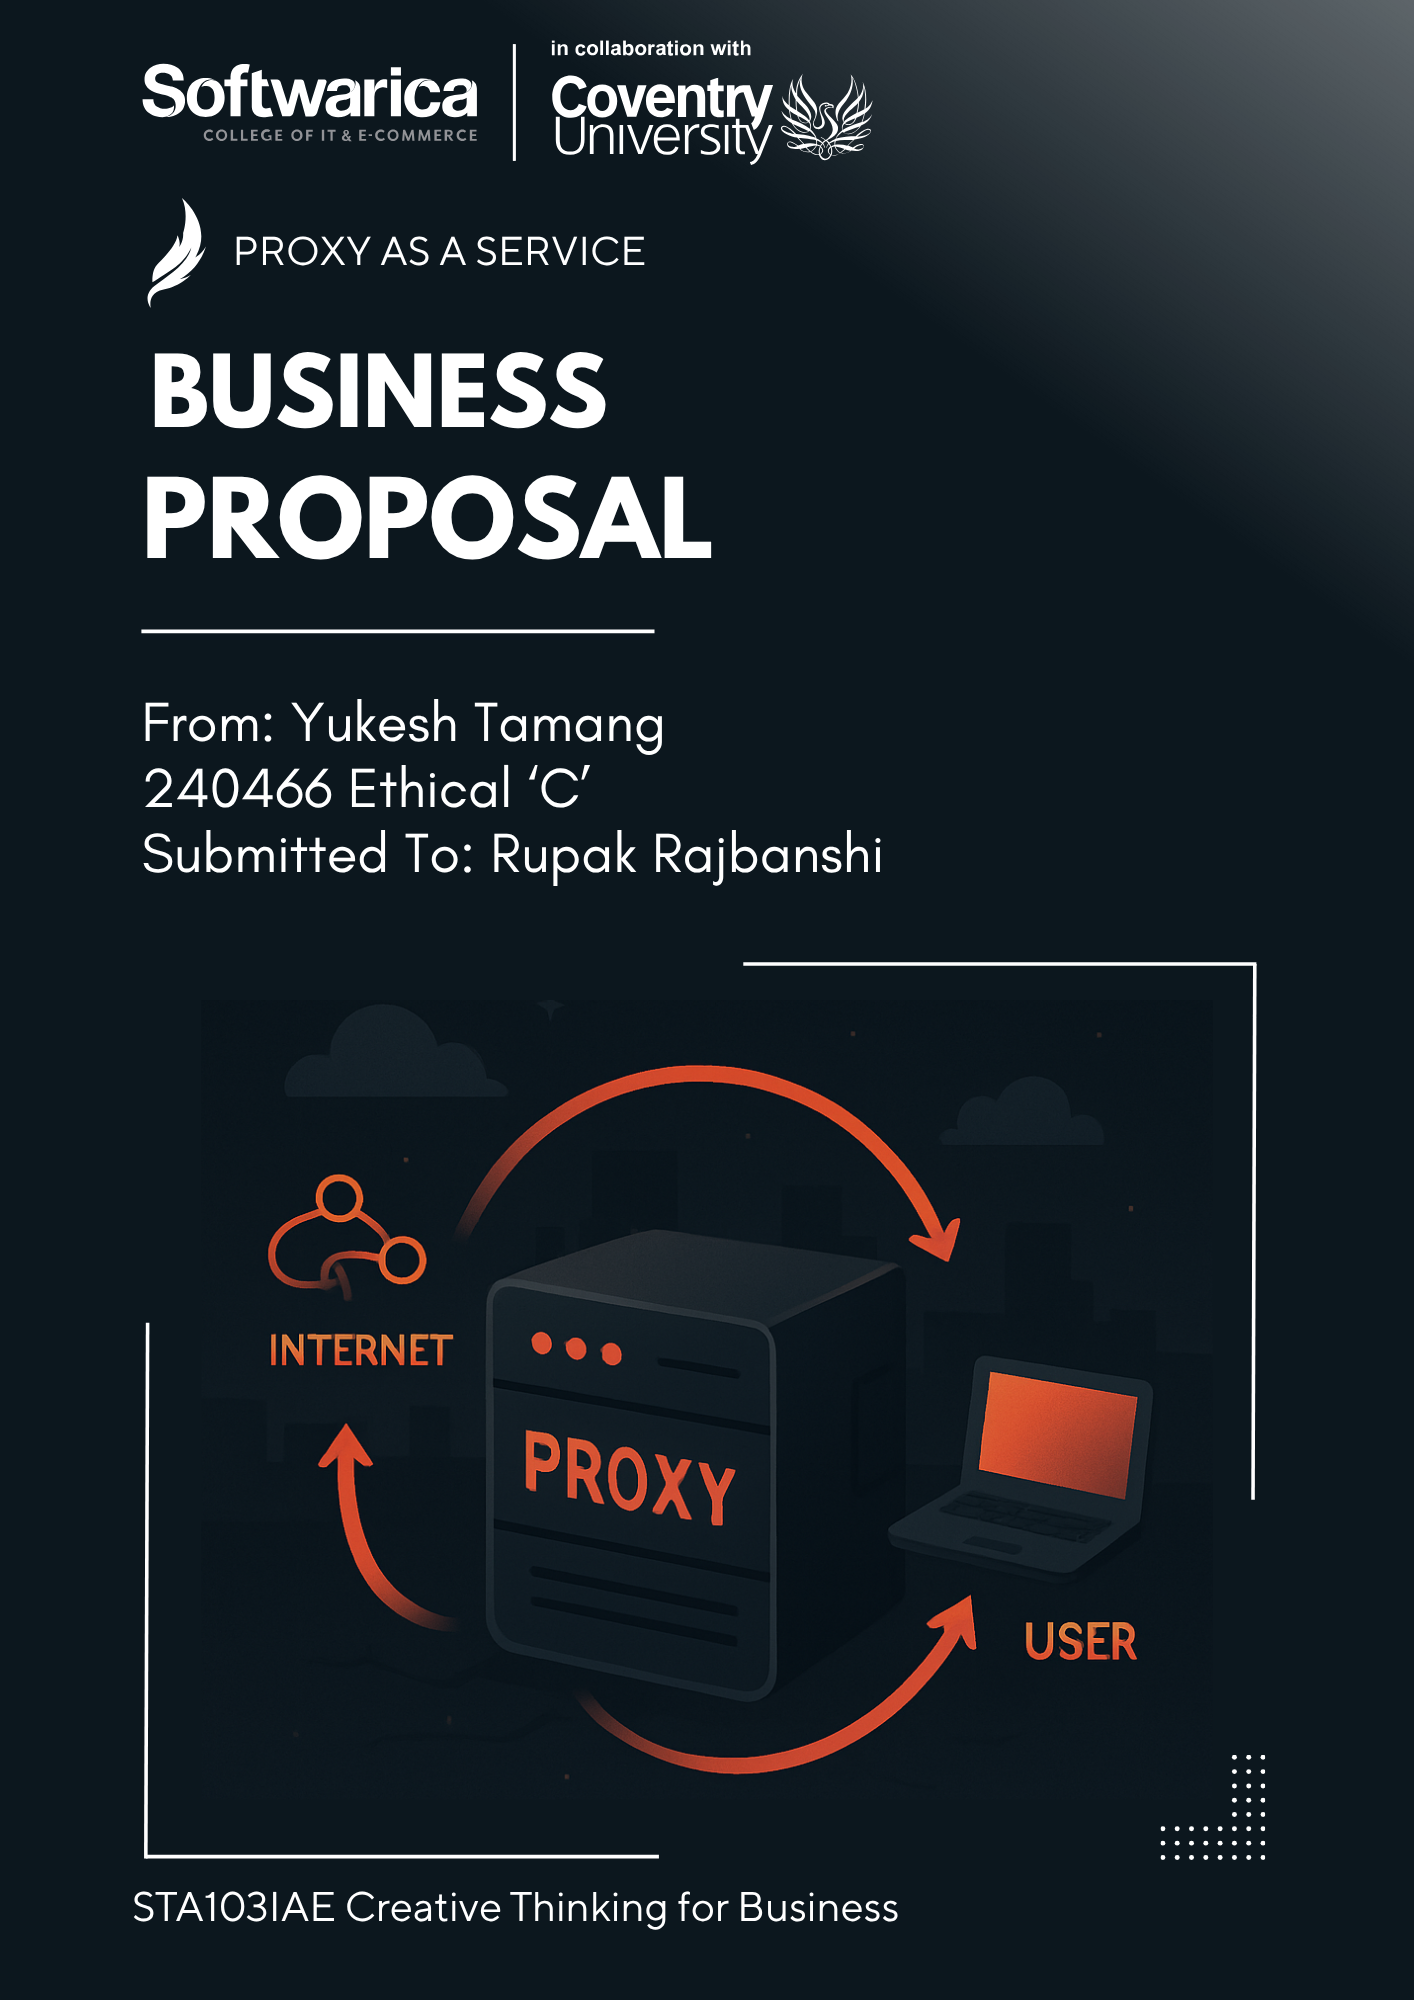 Softwarica
COLLEGE OF IT & E-COMMERCE
in collaboration with
Coventry
University
PROXY AS A SERVICE
BUSINESS
PROPOSAL
From: Yukesh Tamang
240466 Ethical ‘C’
Submitted To: Rupak Rajbanshi
INTERNET
PROXY
USER
STA103IAE Creative Thinking for Business